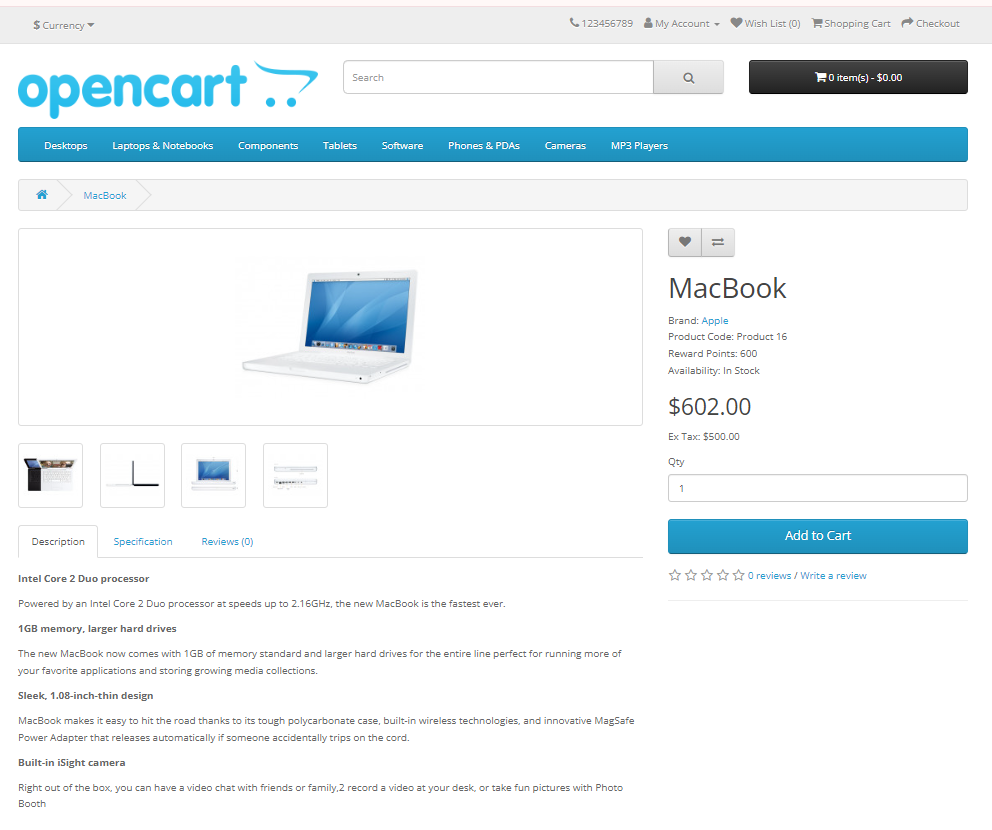 $ Currency
123456789 My Account Wish List (0) Shopping Cart Checkout
opencart
Search
0 item(s) - $0.00
Desktops Laptops & Notebooks Components Tablets Software Phones & PDAs Cameras MP3 Players
MacBook
MacBook
Brand: Apple
Product Code: Product 16
Reward Points: 600
Availability: In Stock
$602.00
Ex Tax: $500.00
Qty
1
Add to Cart
0 reviews / Write a review
Description Specification Reviews (0)
Intel Core 2 Duo processor
Powered by an Intel Core 2 Duo processor at speeds up to 2.16GHz, the new MacBook is the fastest ever.
1GB memory, larger hard drives
The new MacBook now comes with 1GB of memory standard and larger hard drives for the entire line perfect for running more of
your favorite applications and storing growing media collections.
Sleek, 1.08-inch-thin design
MacBook makes it easy to hit the road thanks to its tough polycarbonate case, built-in wireless technologies, and innovative MagSafe
Power Adapter that releases automatically if someone accidentally trips on the cord.
Built-in iSight camera
Right out of the box, you can have a video chat with friends or family,2 record a video at your desk, or take fun pictures with Photo
Booth